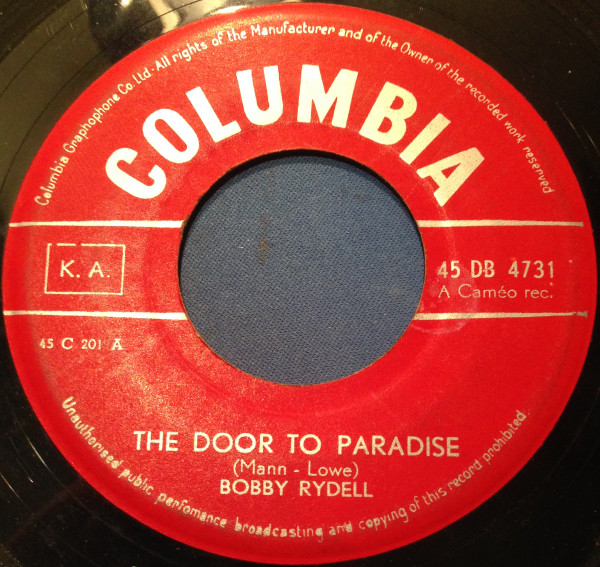 Columbia Graphophone Co. Ltd-All rights of the Manufacturer and of the Owner of the recorded work reserved
COLUMBIA
K. A.
45 DB 4731
A Caméo rec.
45 C 201 A
THE DOOR TO PARADISE
(Mann - Lowe)
BOBBY RYDELL
Unauthorised public perfomance broadcasting and copying of this record prohibited